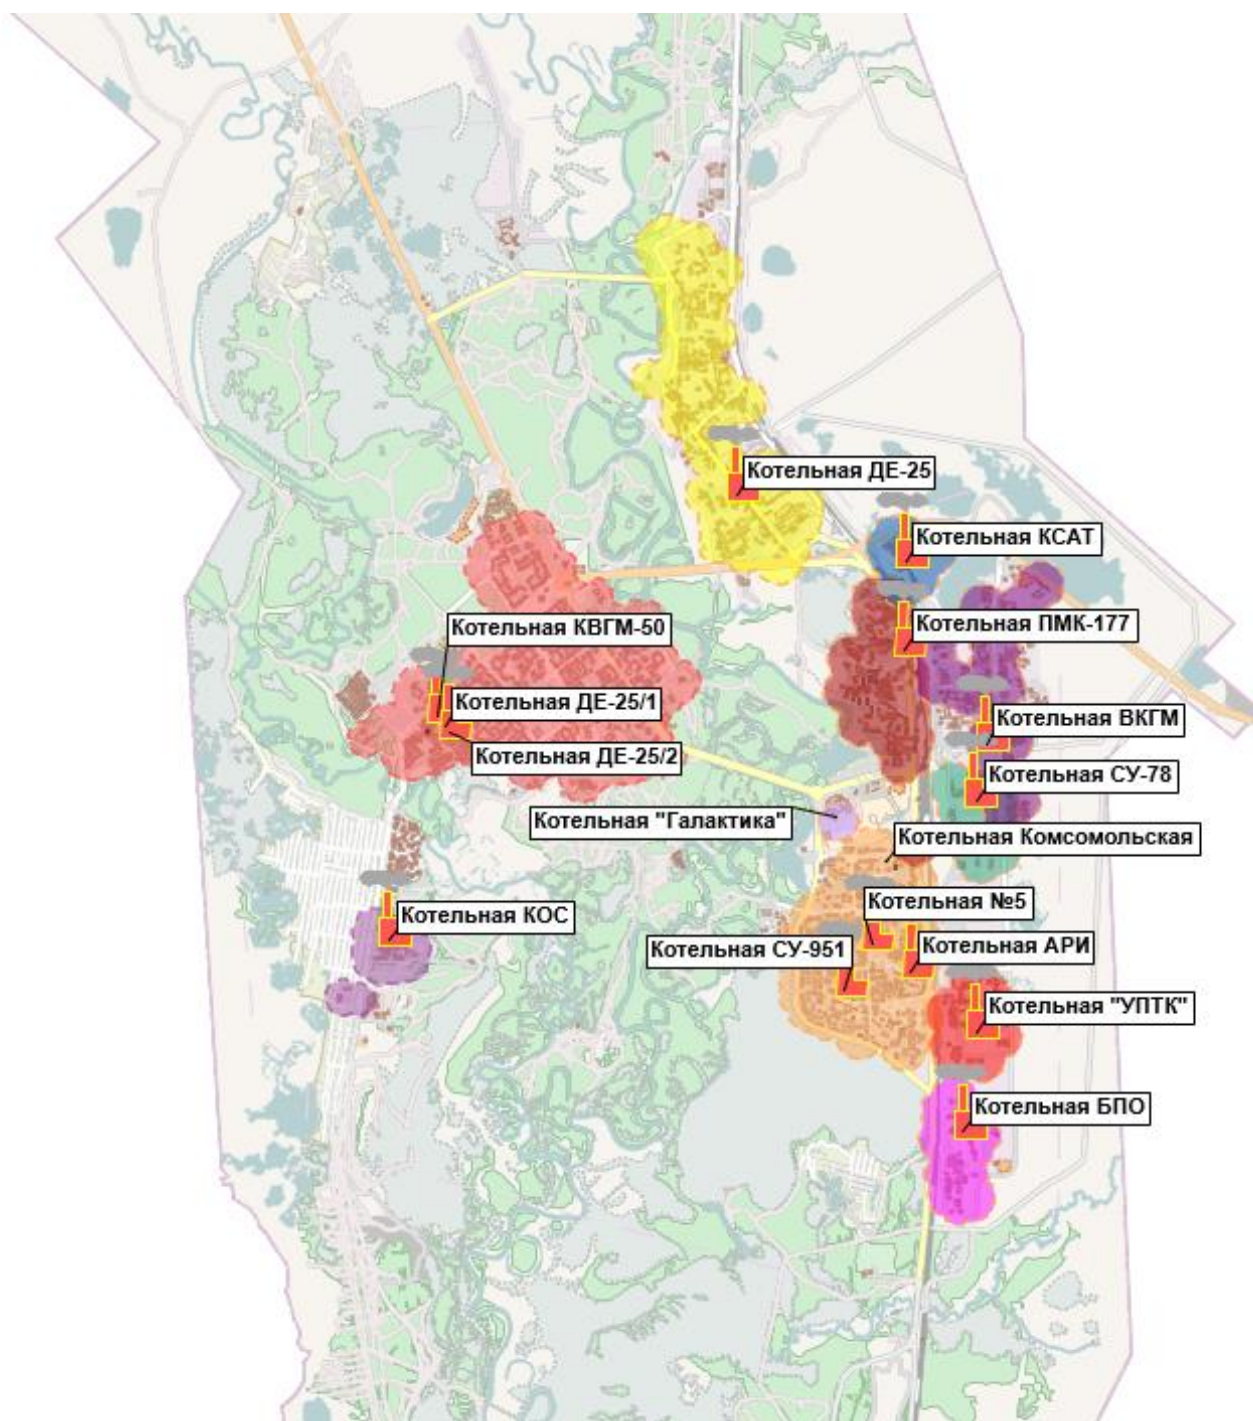 Котельная ДЕ-25
Котельная КСАТ
Котельная КВГМ-50
Котельная ПМК-177
Котельная ДЕ-25/1
Котельная ВКГМ
Котельная ДЕ-25/2
Котельная СУ-78
Котельная "Галактика"
Котельная Комсомольская
Котельная №5
Котельная КОС
Котельная СУ-951
Котельная АРИ
Котельная "УПТК"
Котельная БПО